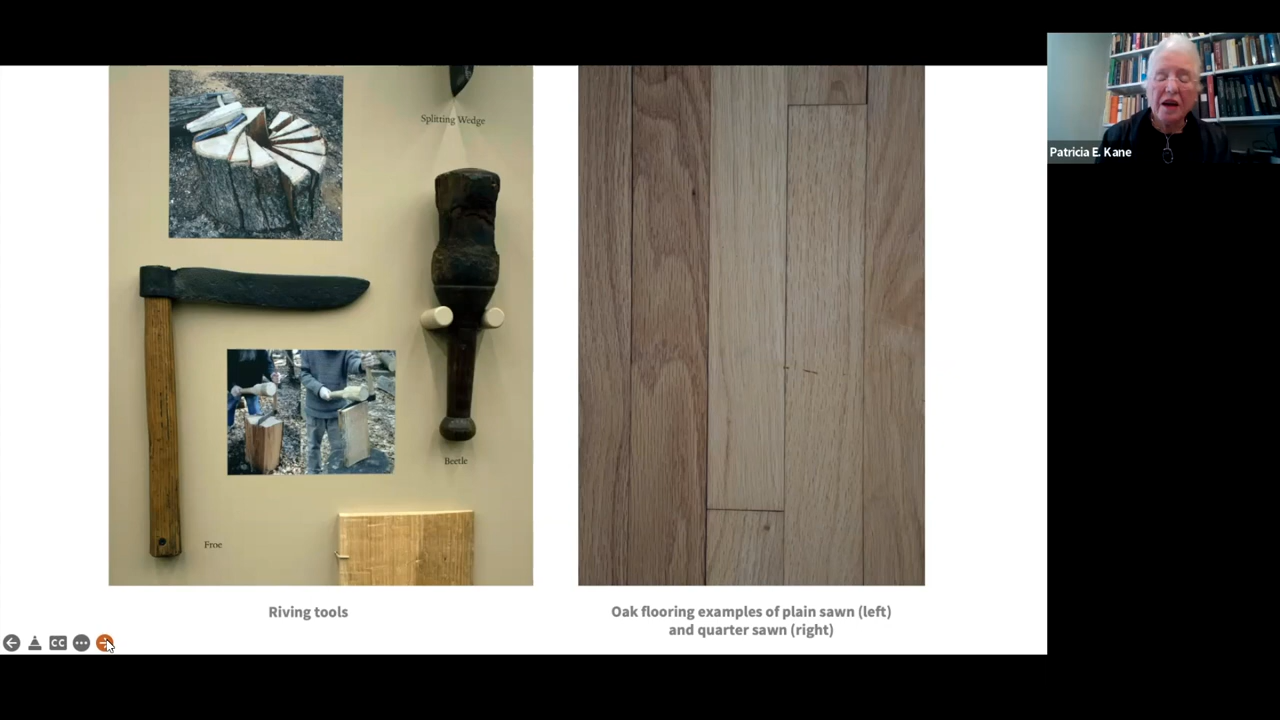 Splitting Wedge
Patricia E. Kane
Beetle
Froe
Riving tools
Oak flooring examples of plain sawn (left)
and quarter sawn (right)
CC